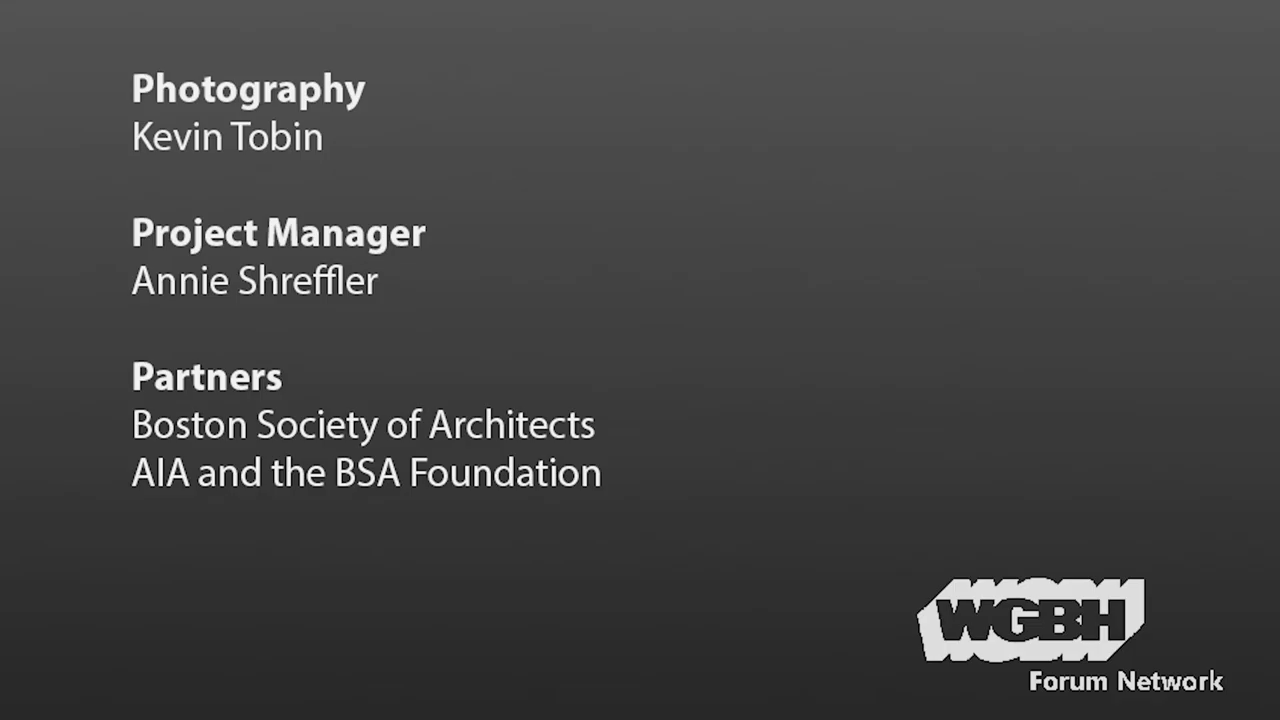 Photography
Kevin Tobin
Project Manager
Annie Shreffler
Partners
Boston Society of Architects
AIA and the BSA Foundation
WGBH
Forum Network